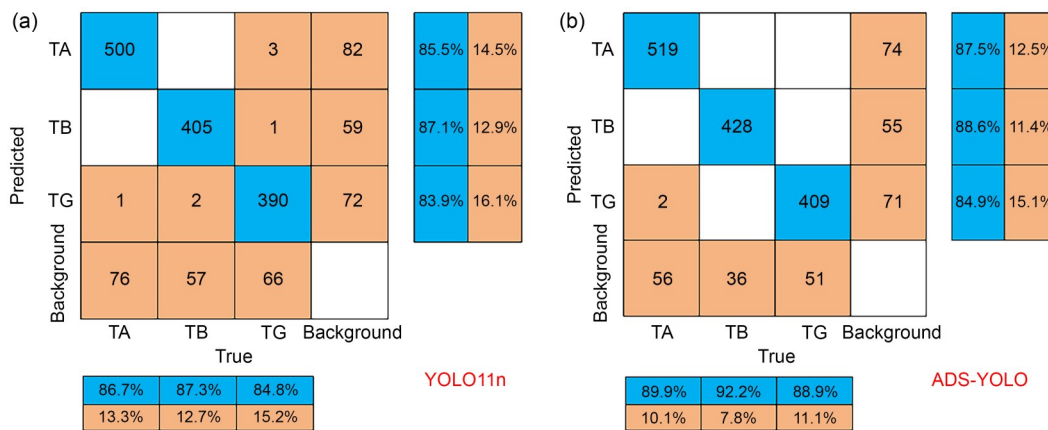 (a)
TA 500 3 82 85.5% 14.5%
TB 405 1 59 87.1% 12.9%
TG 1 2 390 72 83.9% 16.1%
Background 76 57 66
Predicted
TA TB TG Background
True
86.7% 87.3% 84.8%
13.3% 12.7% 15.2%
YOLO11n
(b)
TA 519 74 87.5% 12.5%
TB 428 55 88.6% 11.4%
TG 2 409 71 84.9% 15.1%
Background 56 36 51
Predicted
TA TB TG Background
True
89.9% 92.2% 88.9%
10.1% 7.8% 11.1%
ADS-YOLO